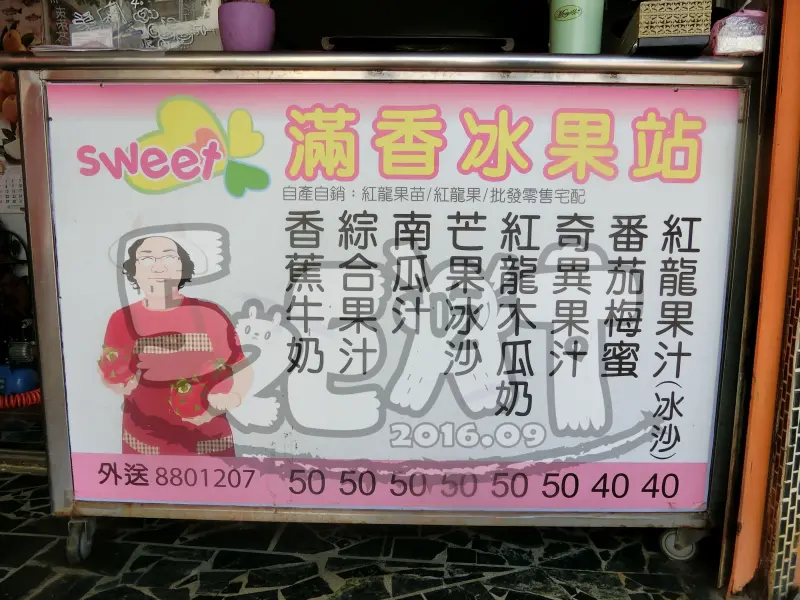 sweet
滿香冰果站
自產自銷：紅龍果苗/紅龍果/批發零售宅配
紅龍果汁(冰沙)
番茄梅蜜
奇異果汁
紅龍木瓜奶
芒果冰沙
南瓜汁
綜合果汁
香蕉牛奶
2016.09
外送 8801207
50 50 50 50 50 50 40 40